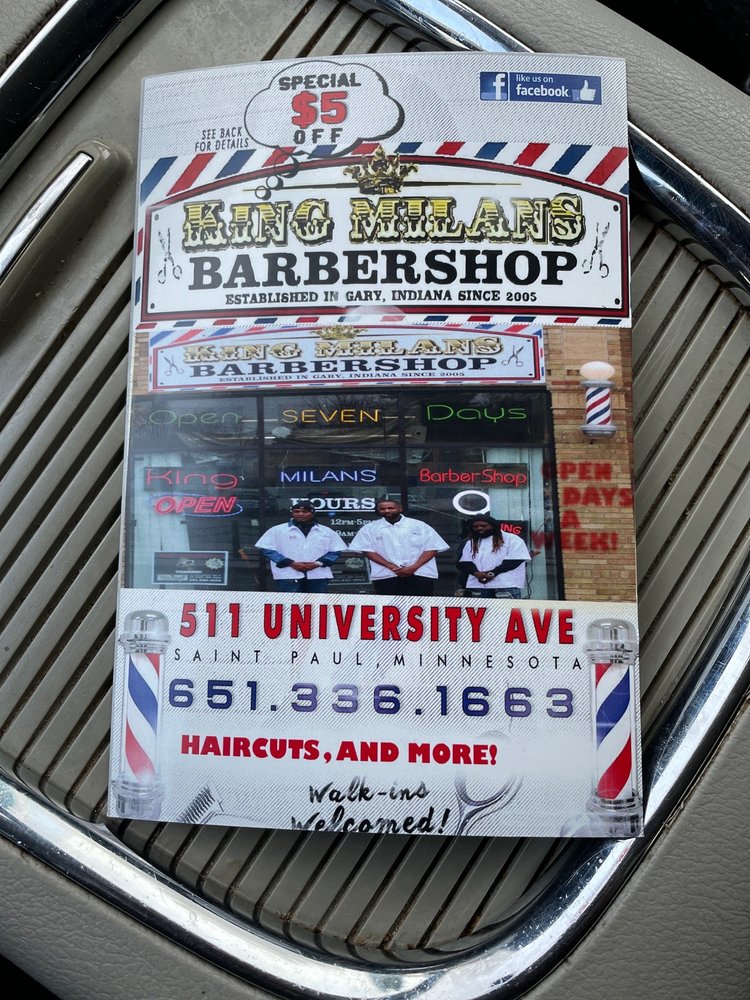 SPECIAL
$5
OFF
SEE BACK
FOR DETAILS
f like us on
facebook
KING MILANS
BARBERSHOP
ESTABLISHED IN GARY, INDIANA SINCE 2005
KING MILANS
BARBERSHOP
ESTABLISHED IN GARY, INDIANA SINCE 2005
Open SEVEN Days
King MILANS BarberShop
OPEN HOURS
12PM-5
OPEN
DAYS
A
WEEK!
511 UNIVERSITY AVE
SAINT PAUL, MINNESOTA
651.336.1663
HAIRCUTS, AND MORE!
Walk-ins
Welcomed!